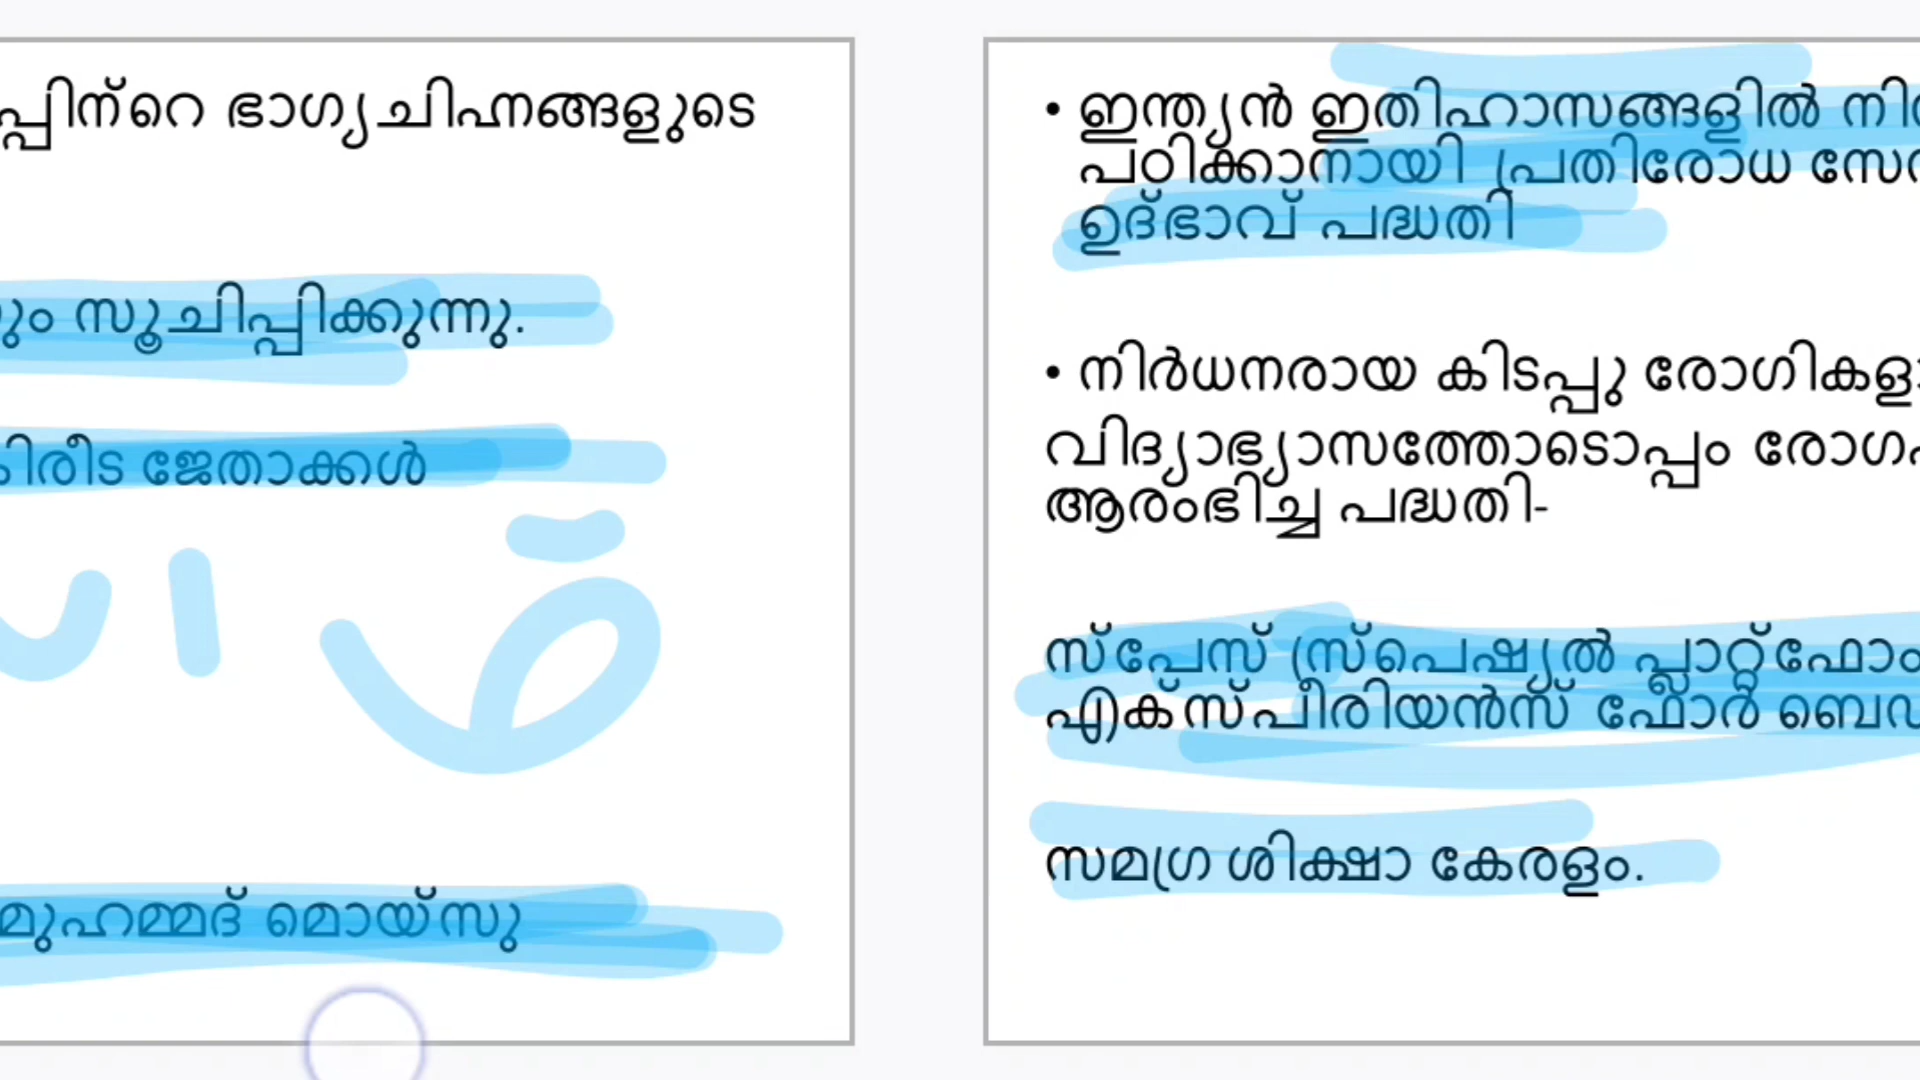 ഭാഗ്യചിഹ്നങ്ങളുടെ
സൂചിപ്പിക്കുന്നു.
ജേതാക്കൾ
മുഹമ്മദ് മൊയ്സു
• ഇന്ത്യൻ ഇതിഹാസങ്ങളിൽ
പഠിക്കാനായി പ്രതിരോധ
ഉദ്ഭാവ് പദ്ധതി
• നിർധനരായ കിടപ്പു
വിദ്യാഭ്യാസത്തോടൊപ്പം
ആരംഭിച്ച പദ്ധതി-
സ്പേസ് (സ്പെഷ്യൽ പ്ലാറ്റ്ഫോം
എക്സ്പീരിയൻസ് ഫോർ
സമഗ്ര ശിക്ഷാ കേരളം.